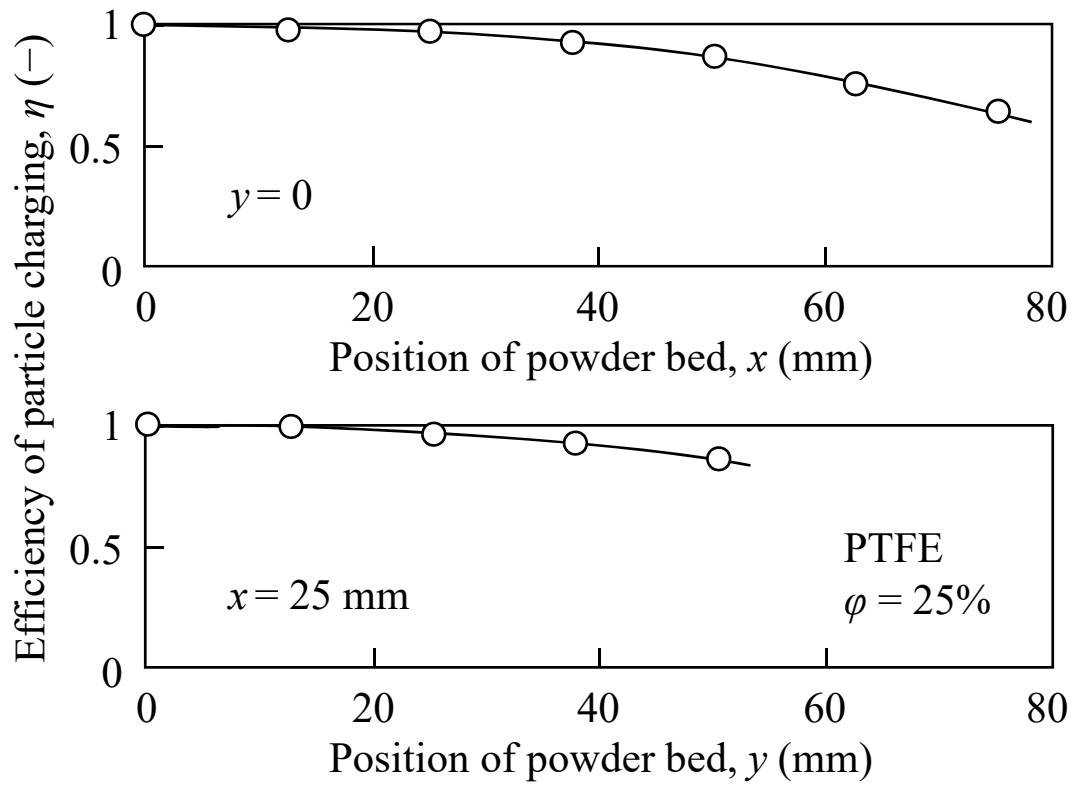 Efficiency of particle charging, η (−)
1
0.5
0
y = 0
0 20 40 60 80
Position of powder bed, x (mm)
1
0.5
0
PTFE
x = 25 mm
φ = 25%
0 20 40 60 80
Position of powder bed, y (mm)